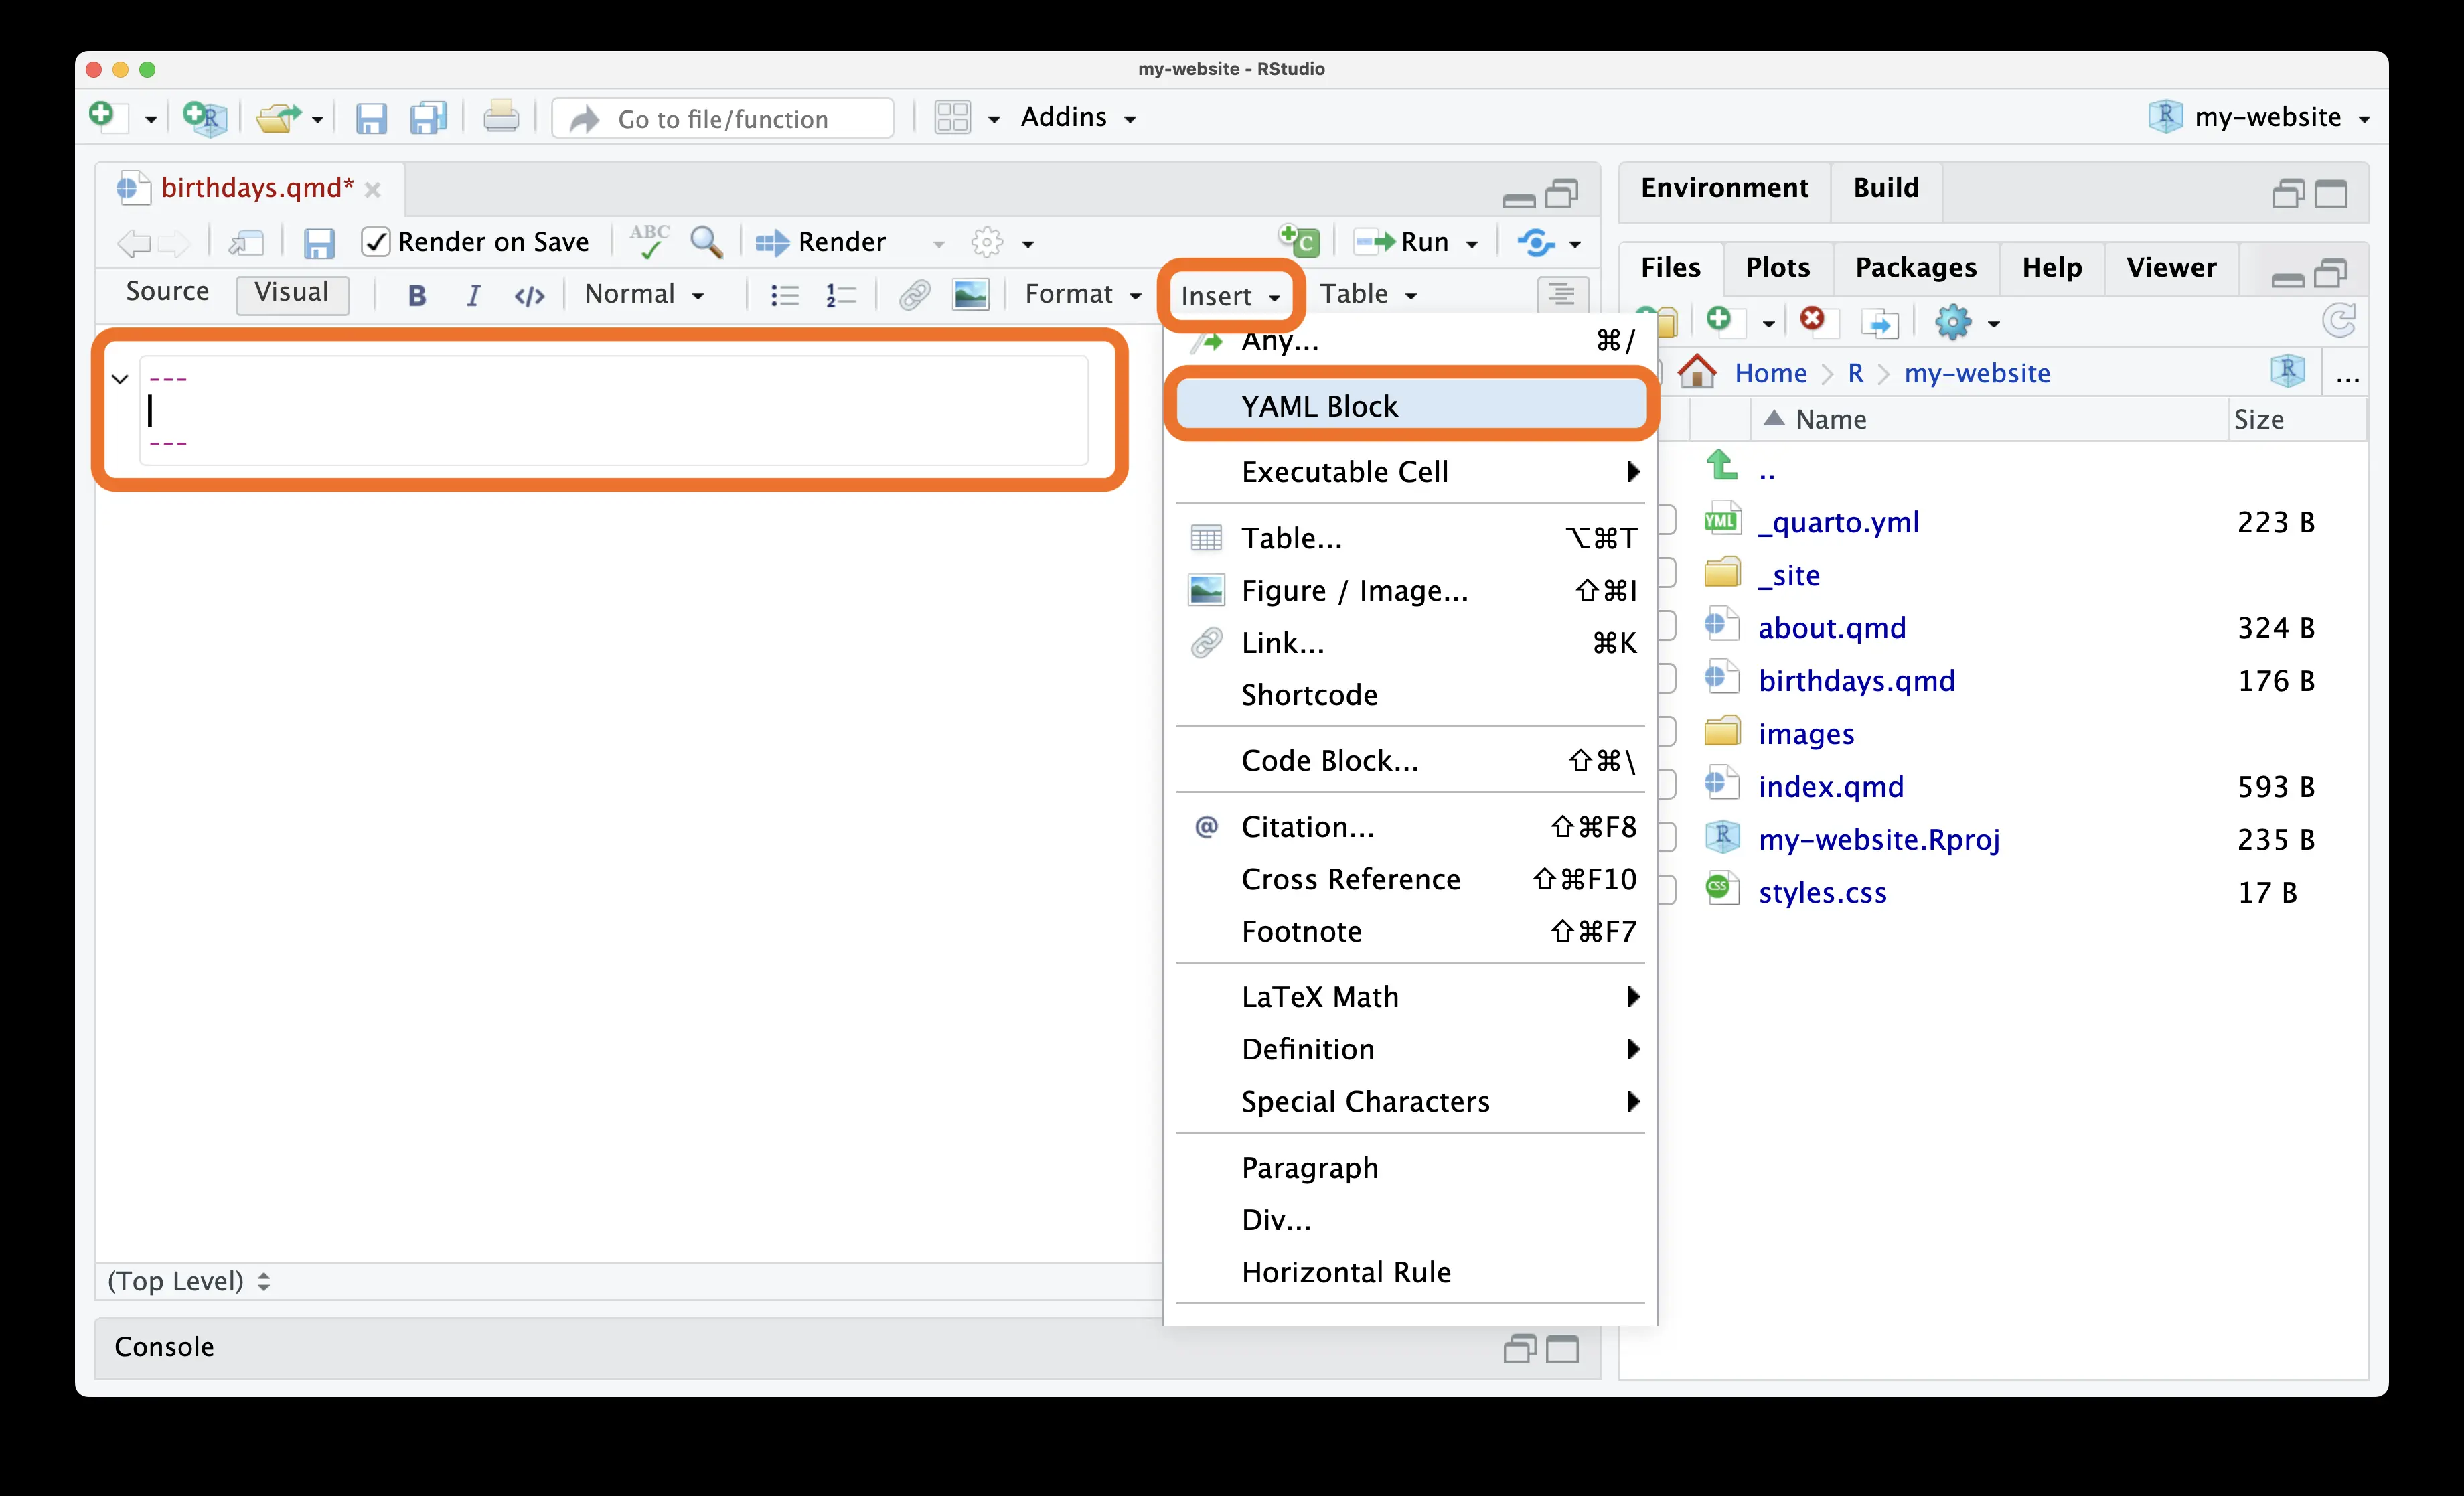 my-website - RStudio
Go to file/function
Addins
my-website
birthdays.qmd*
Render on Save
ABC
Render
Run
Source
Visual
B
I
</>
Normal
Format
Insert
Table
---
---
(Top Level)
Console
Any... ⌘/
YAML Block
Executable Cell
Table... ⌥⌘T
Figure / Image... ⇧⌘I
Link... ⌘K
Shortcode
Code Block... ⇧⌘\
@ Citation... ⇧⌘F8
Cross Reference ⇧⌘F10
Footnote ⇧⌘F7
LaTeX Math
Definition
Special Characters
Paragraph
Div...
Horizontal Rule
Environment
Build
Files
Plots
Packages
Help
Viewer
Home
R
my-website
...
Name
Size
..
YML _quarto.yml 223 B
_site
about.qmd 324 B
birthdays.qmd 176 B
images
index.qmd 593 B
R my-website.Rproj 235 B
CSS styles.css 17 B